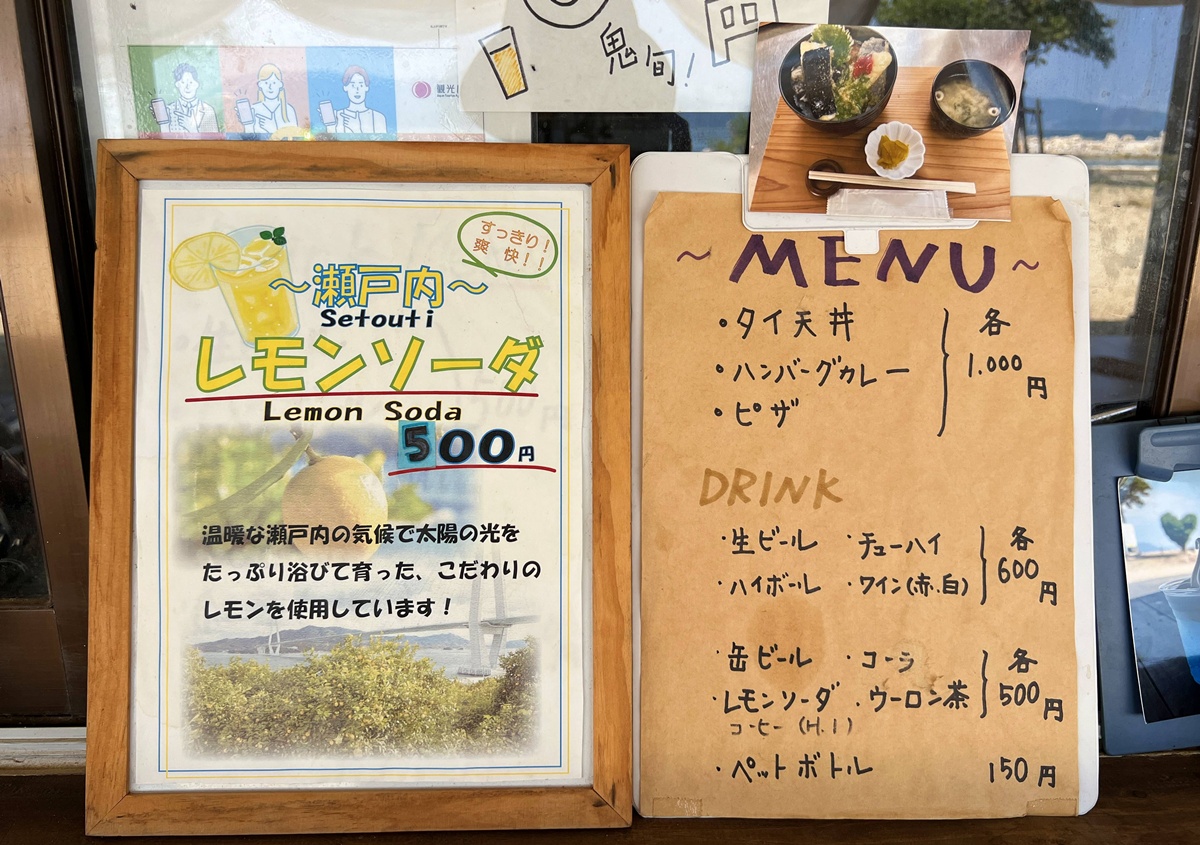 鬼旬!
円
観光
すっきり!
爽 快!!
~瀬戸内~
Setouti
レモンソーダ
Lemon Soda
500円
温暖な瀬戸内の気候で太陽の光を
たっぷり浴びて育った、こだわりの
レモンを使用しています!
~MENU~
・タイ天丼
・ハンバーグカレー
・ピザ
各
1.000円
DRINK
・生ビール ・チューハイ
・ハイボール ・ワイン(赤.白)
各
600円
・缶ビール ・コーラ
・レモンソーダ ・ウーロン茶
コーヒー(H.I)
各
500円
・ペットボトル 150円